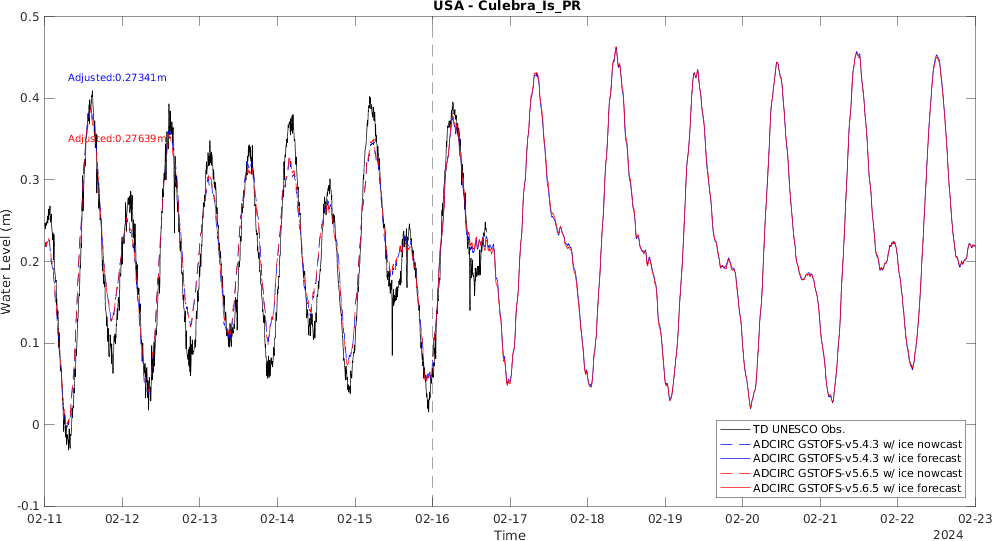 USA - Culebra_Is_PR
0.5
0.4
0.3
0.2
0.1
0
-0.1
Water Level (m)
Adjusted:0.27341m
Adjusted:0.27639m
TD UNESCO Obs.
ADCIRC GSTOFS-v5.4.3 w/ ice nowcast
ADCIRC GSTOFS-v5.4.3 w/ ice forecast
ADCIRC GSTOFS-v5.6.5 w/ ice nowcast
ADCIRC GSTOFS-v5.6.5 w/ ice forecast
02-11 02-12 02-13 02-14 02-15 02-16 02-17 02-18 02-19 02-20 02-21 02-22 02-23
Time
2024